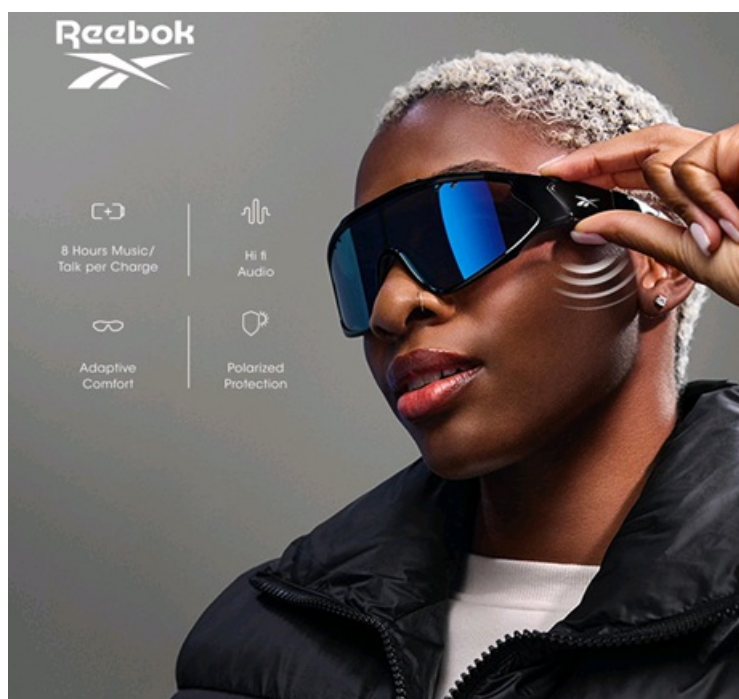 Reebok
8 Hours Music/
Talk per Charge
Hi fi
Audio
Adaptive
Comfort
Polarized
Protection